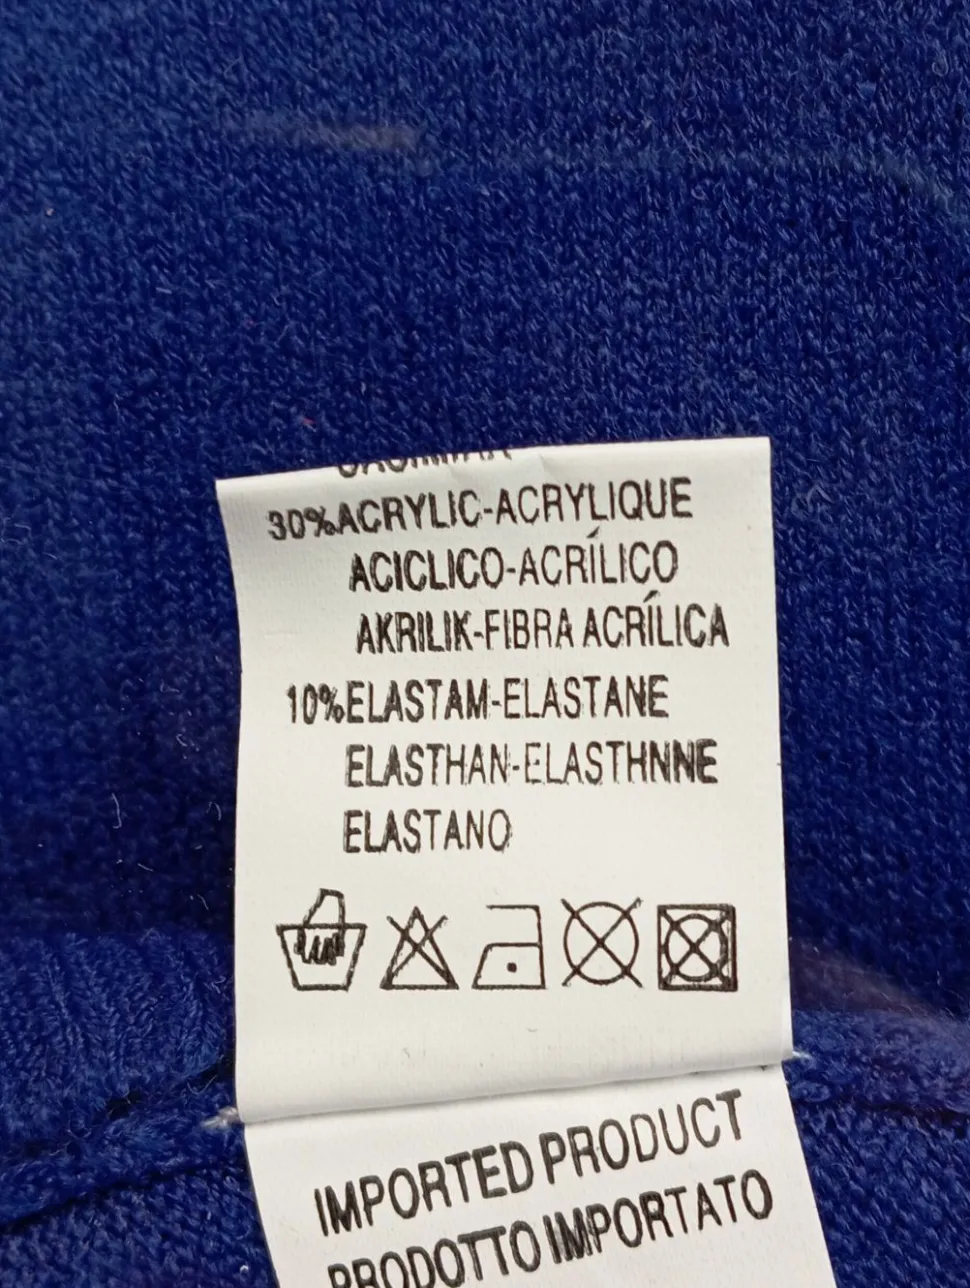 30%ACRYLIC-ACRYLIQUE
ACICLICO-ACRÍLICO
AKRILIK-FIBRA ACRÍLICA
10%ELASTAM-ELASTANE
ELASTHAN-ELASTHNNE
ELASTANO
IMPORTED PRODUCT
PRODOTTO IMPORTATO